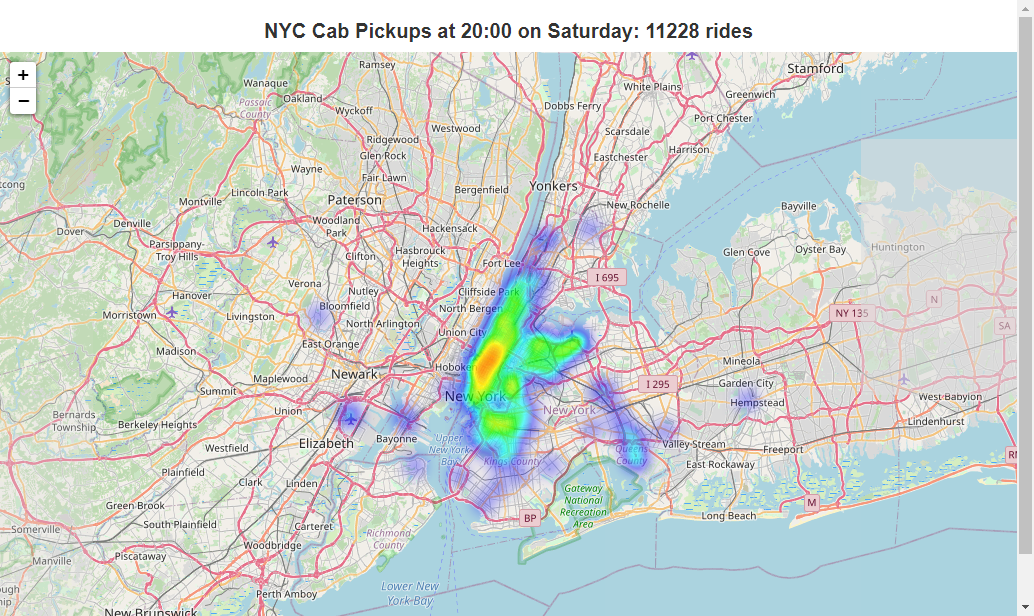 NYC Cab Pickups at 20:00 on Saturday: 11228 rides
+
−
Ramsey
Stamford
Wanaque
White Plains
Greenwich
Oakland
Passaic
County
Wyckoff
Dobbs Ferry
Port Chester
Westwood
Scarsdale
Ridgewood
Harrison
Glen Rock
Eastchester
Wayne
Fair Lawn
Lincoln Park
Bergenfield
Yonkers
Paterson
Montville
New Rochelle
Bayville
Denville
Woodland
Park
Hackensack
Dover
Parsippany-
Troy Hills
Clifton
Hasbrouck
Heights
Fort Lee
Glen Cove
Oyster Bay
Huntington
I 695
Verona
Nutley
Cliffside Park
Hanover
Bloomfield
North Bergen
N
Morristown
Livingston
North Arlington
Union City
NY 135
SA
East Orange
Madison
Hoboke
Mineola
Newark
Maplewood
Summit
I 295
Garden City
New York
Hempstead
West Babylon
Union
New York
Bernards
Township
Berkeley Heights
Bayonne
Lindenhurst
Elizabeth
Upper
New York
Bay
Valley Stream
Freeport
Westfield
Queens
County
Kings County
East Rockaway
Plainfield
Clark
Linden
Gateway
National
Recreation
Area
M
Green Brook
BP
Long Beach
South Plainfield
Carteret
Somerville
Richmond
County
Woodbridge
Piscataway
Manville
Perth Amboy
Lower New
York Bay
New Brunswick